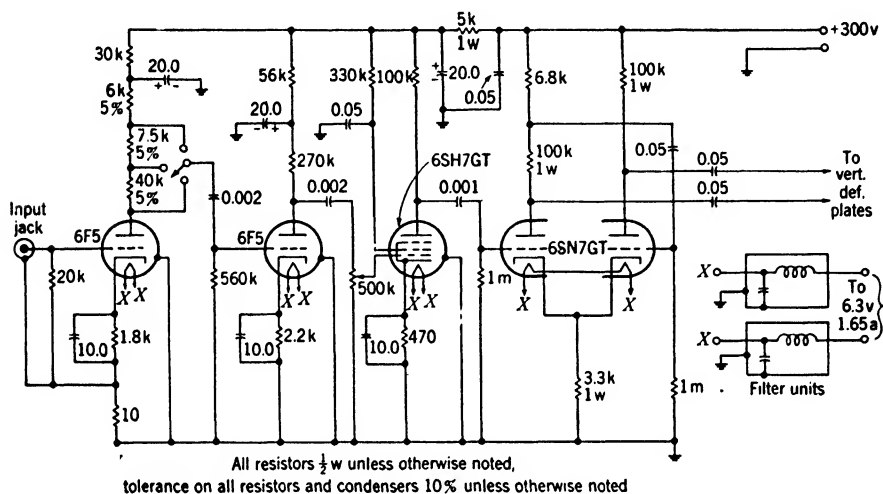 5k
1w
+300v
30k
20.0
+ -
6k
5%
56k
330k
100k
+
-
20.0
0.05
6.8k
100k
1w
20.0
- +
0.05
7.5k
5%
6SH7GT
40k
5%
270k
100k
1w
0.05
0.05
0.05
To
vert.
def.
plates
0.002
0.002
0.001
Input
jack
6F5
6F5
6SN7GT
20k
560k
500k
1m
X X
X X
X X
X
X
X
To
6.3v
1.65a
X
10.0
1.8k
10.0
2.2k
10.0
470
3.3k
1w
1m
Filter units
10
All resistors ½ w unless otherwise noted,
tolerance on all resistors and condensers 10% unless otherwise noted